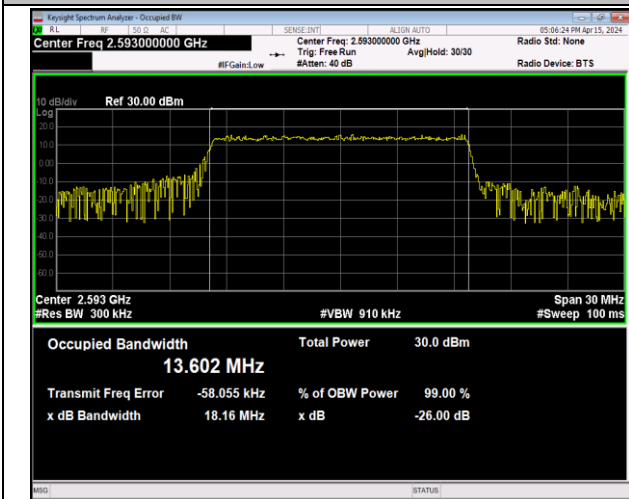 Keysight Spectrum Analyzer - Occupied BW
RL RF 50 Ω AC SENSE:INT ALIGN AUTO 05:06:24 PM Apr 15, 2024
Center Freq 2.593000000 GHz Center Freq: 2.593000000 GHz Radio Std: None
Trig: Free Run Avg|Hold: 30/30
#IFGain:Low #Atten: 40 dB Radio Device: BTS
10 dB/div Ref 30.00 dBm
Log
20.0
10.0
0.00
-10.0
-20.0
-30.0
-40.0
-50.0
-60.0
Center 2.593 GHz Span 30 MHz
#Res BW 300 kHz #VBW 910 kHz #Sweep 100 ms
Occupied Bandwidth Total Power 30.0 dBm
13.602 MHz
Transmit Freq Error -58.055 kHz % of OBW Power 99.00 %
x dB Bandwidth 18.16 MHz x dB -26.00 dB
MSG STATUS